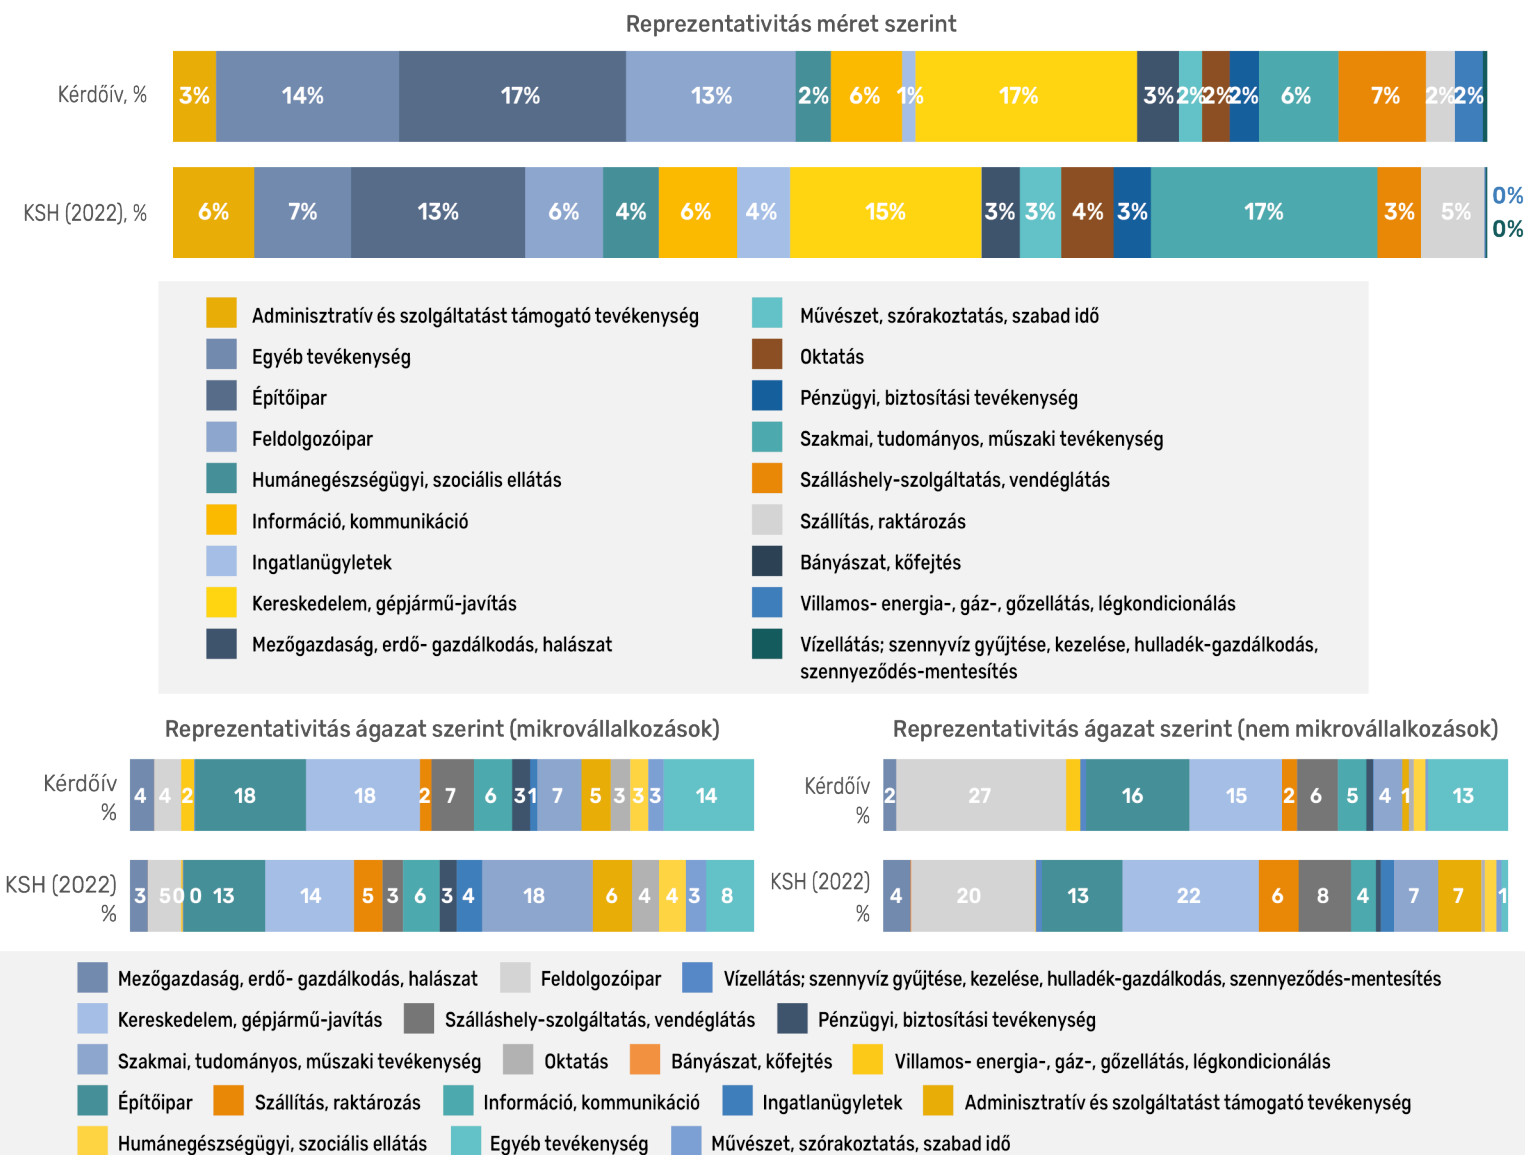 Reprezentativitás méret szerint
Kérdőív, % 3% 14% 17% 13% 2% 6% 1% 17% 3% 2% 2% 2% 6% 7% 2% 2%
KSH (2022), % 6% 7% 13% 6% 4% 6% 4% 15% 3% 3% 4% 3% 17% 3% 5% 0%
0%
Adminisztratív és szolgáltatást támogató tevékenység
Egyéb tevékenység
Építőipar
Feldolgozóipar
Humánegészségügyi, szociális ellátás
Információ, kommunikáció
Ingatlanügyletek
Kereskedelem, gépjármű-javítás
Mezőgazdaság, erdő- gazdálkodás, halászat
Művészet, szórakoztatás, szabad idő
Oktatás
Pénzügyi, biztosítási tevékenység
Szakmai, tudományos, műszaki tevékenység
Szálláshely-szolgáltatás, vendéglátás
Szállítás, raktározás
Bányászat, kőfejtés
Villamos- energia-, gáz-, gőzellátás, légkondicionálás
Vízellátás; szennyvíz gyűjtése, kezelése, hulladék-gazdálkodás,
szennyeződés-mentesítés
Reprezentativitás ágazat szerint (mikrovállalkozások)
Kérdőív
%
4 4 2 18 18 2 7 6 3 1 7 5 3 3 3 14
KSH (2022)
%
3 5 0 0 13 14 5 3 6 3 4 18 6 4 4 3 8
Reprezentativitás ágazat szerint (nem mikrovállalkozások)
Kérdőív
%
2 27 16 15 2 6 5 4 1 13
KSH (2022)
%
4 20 13 22 6 8 4 7 7 1
Mezőgazdaság, erdő- gazdálkodás, halászat Feldolgozóipar Vízellátás; szennyvíz gyűjtése, kezelése, hulladék-gazdálkodás, szennyeződés-mentesítés
Kereskedelem, gépjármű-javítás Szálláshely-szolgáltatás, vendéglátás Pénzügyi, biztosítási tevékenység
Szakmai, tudományos, műszaki tevékenység Oktatás Bányászat, kőfejtés Villamos- energia-, gáz-, gőzellátás, légkondicionálás
Építőipar Szállítás, raktározás Információ, kommunikáció Ingatlanügyletek Adminisztratív és szolgáltatást támogató tevékenység
Humánegészségügyi, szociális ellátás Egyéb tevékenység Művészet, szórakoztatás, szabad idő